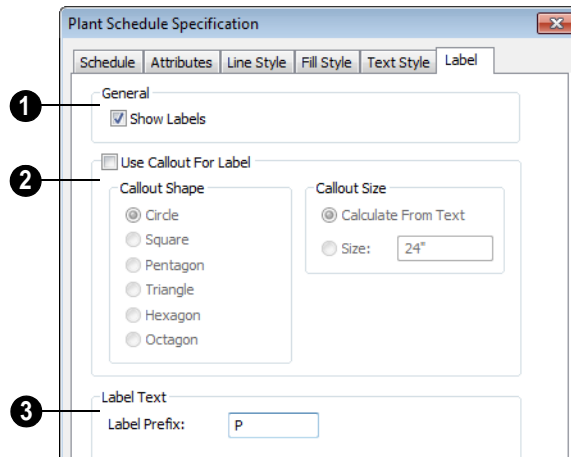 Plant Schedule Specification
Schedule Attributes Line Style Fill Style Text Style Label
1
General
Show Labels
2
Use Callout For Label
Callout Shape
Circle
Square
Pentagon
Triangle
Hexagon
Octagon
Callout Size
Calculate From Text
Size: 24"
3
Label Text
Label Prefix: P